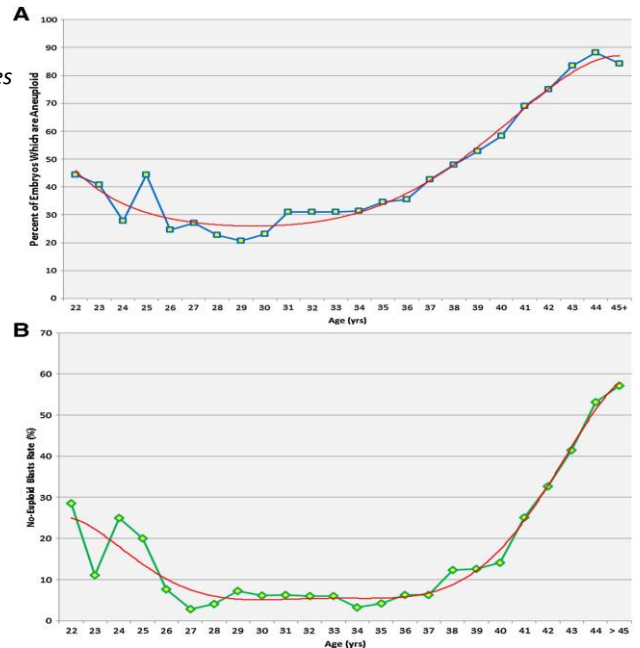 A
es
Percent of Embryos Which are Aneuploid
100
90
80
70
60
50
40
30
20
10
0
22 23 24 25 26 27 28 29 30 31 32 33 34 35 36 37 38 39 40 41 42 43 44 45+
Age (yrs)
B
No-Euploid Blasts Rate (%)
70
60
50
40
30
20
10
0
22 23 24 25 26 27 28 29 30 31 32 33 34 35 36 37 38 39 40 41 42 43 44 > 45
Age (yrs)